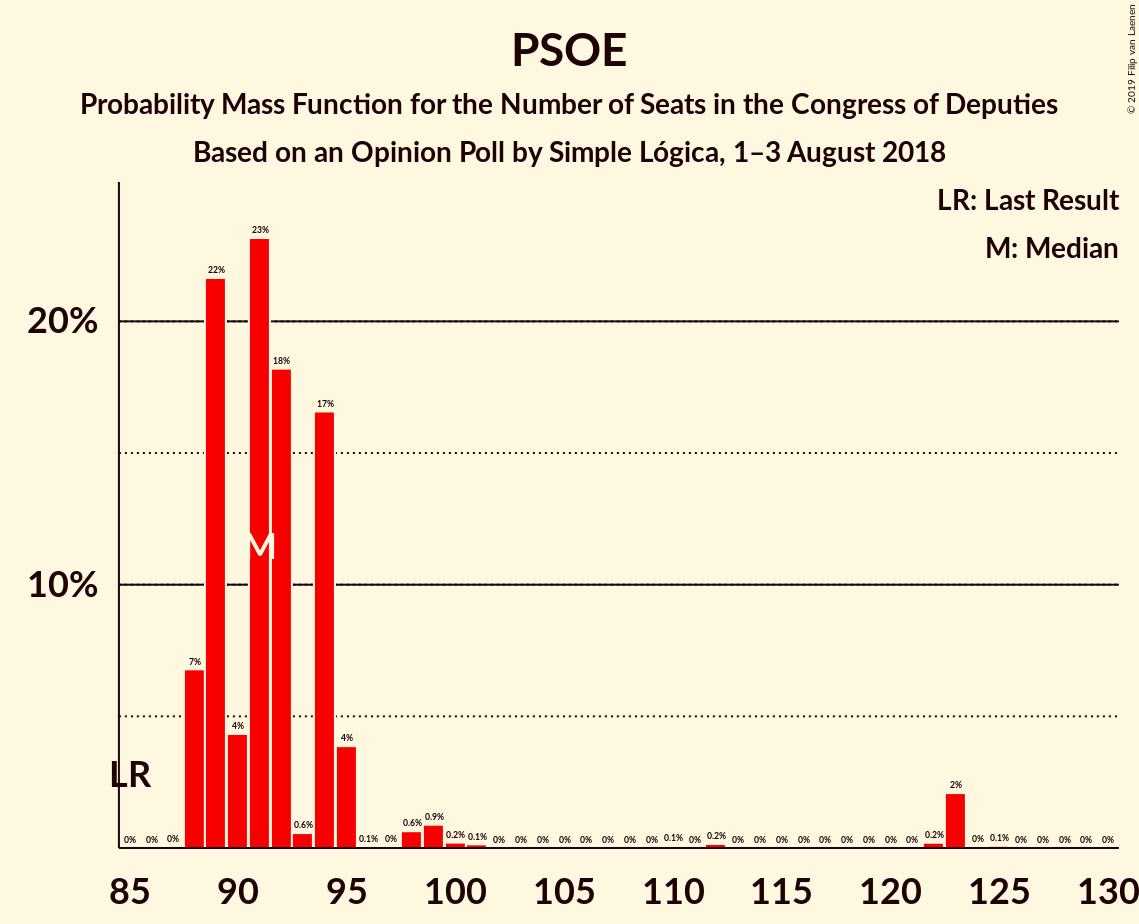 PSOE
Probability Mass Function for the Number of Seats in the Congress of Deputies
Based on an Opinion Poll by Simple Lógica, 1–3 August 2018
© 2019 Filip van Laenen
LR: Last Result
M: Median
20%
10%
0% 0% 0% 7% 22% 4% 23% 18% 0.6% 17% 4% 0.1% 0% 0.6% 0.9% 0.2% 0.1% 0% 0% 0% 0% 0% 0% 0% 0% 0.1% 0% 0.2% 0% 0% 0% 0% 0% 0% 0% 0% 0% 0.2% 2% 0% 0.1% 0% 0% 0% 0% 0%
M
LR
85 90 95 100 105 110 115 120 125 130